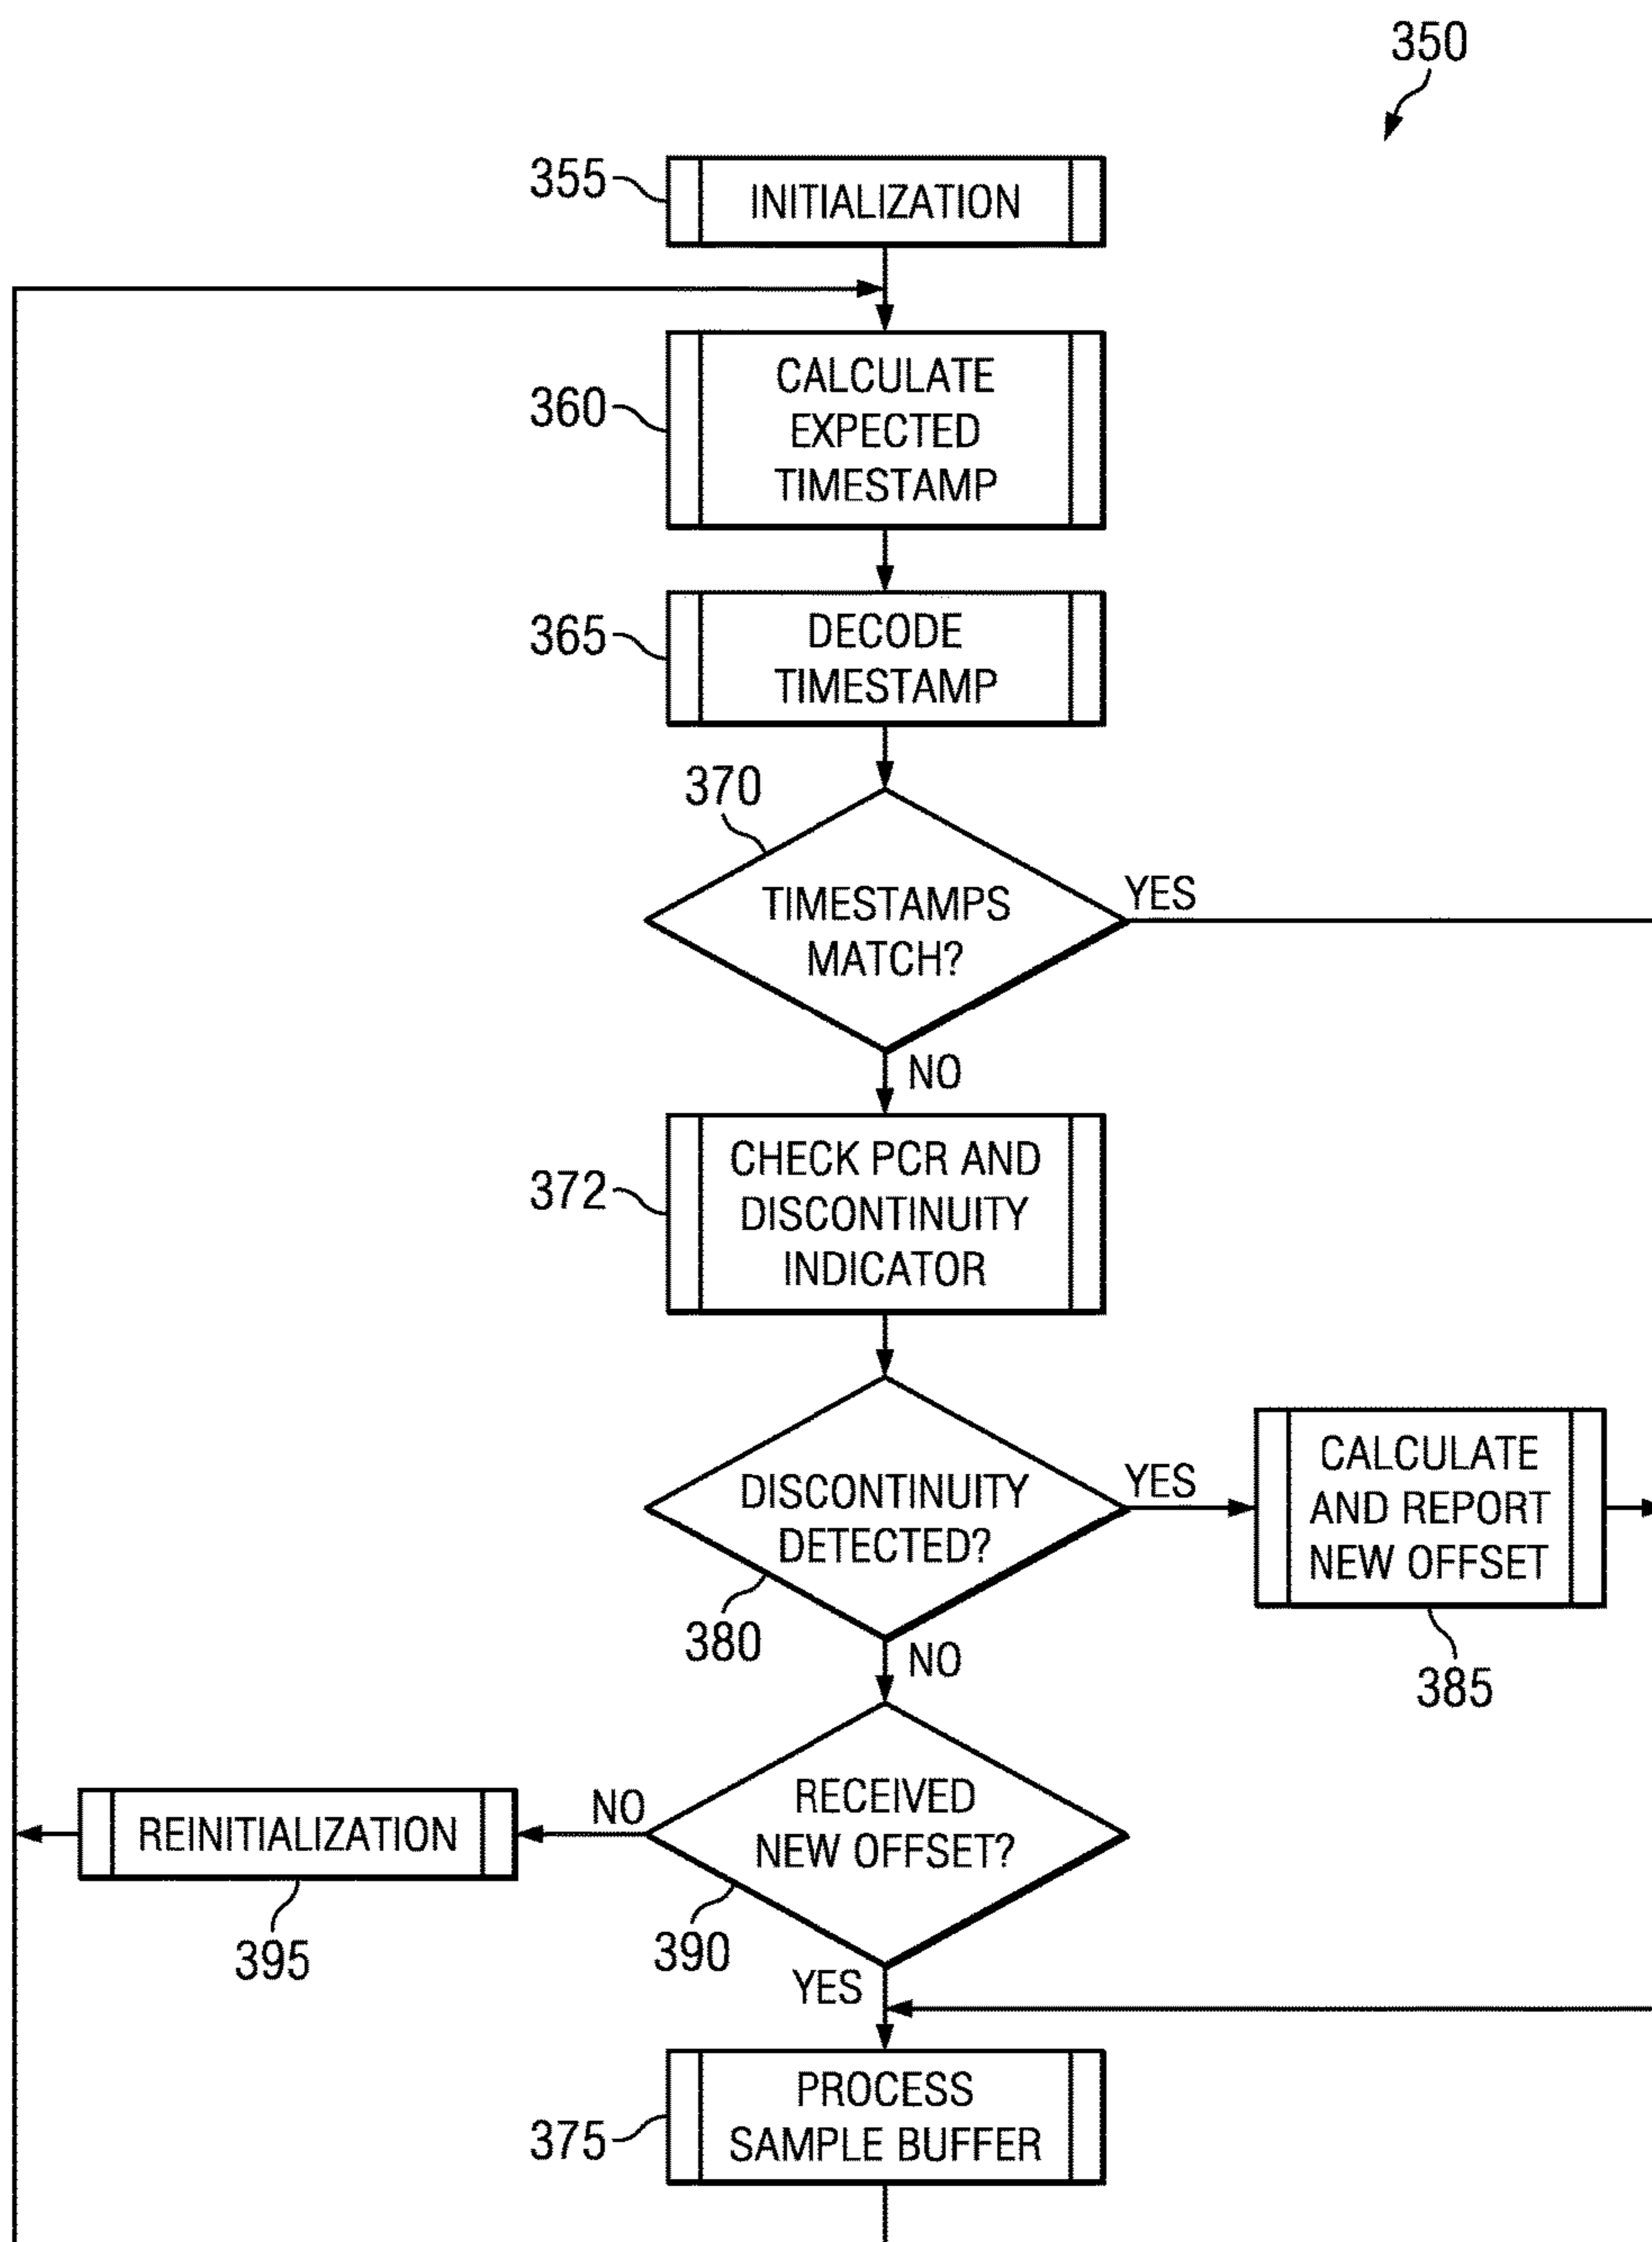 350
355
INITIALIZATION
360
CALCULATE
EXPECTED
TIMESTAMP
365
DECODE
TIMESTAMP
370
TIMESTAMPS
MATCH?
YES
NO
372
CHECK PCR AND
DISCONTINUITY
INDICATOR
DISCONTINUITY
DETECTED?
YES
CALCULATE
AND REPORT
NEW OFFSET
380
NO
385
RECEIVED
NEW OFFSET?
NO
REINITIALIZATION
395
390
YES
375
PROCESS
SAMPLE BUFFER